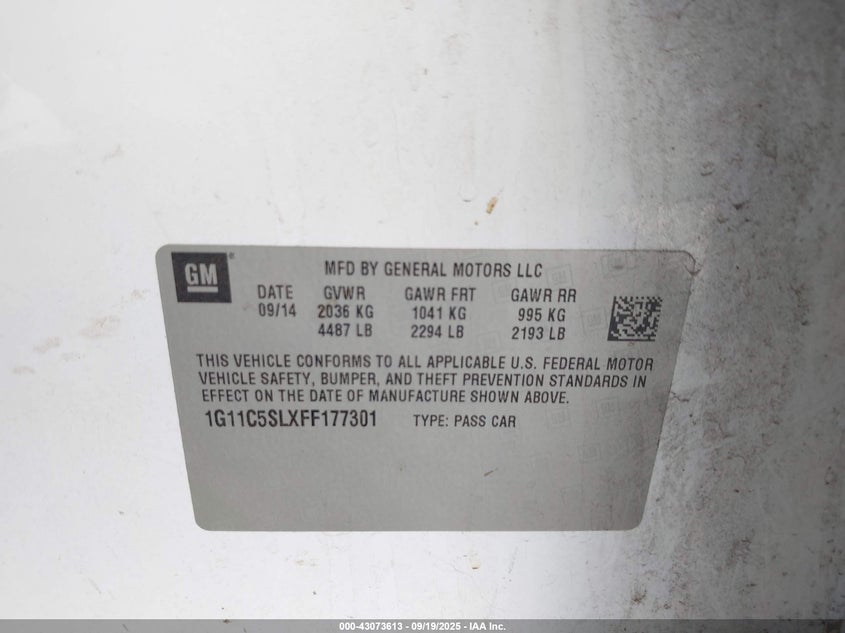 GM®
MFD BY GENERAL MOTORS LLC
DATE GVWR GAWR FRT GAWR RR
09/14 2036 KG 1041 KG 995 KG
4487 LB 2294 LB 2193 LB
THIS VEHICLE CONFORMS TO ALL APPLICABLE U.S. FEDERAL MOTOR
VEHICLE SAFETY, BUMPER, AND THEFT PREVENTION STANDARDS IN
EFFECT ON THE DATE OF MANUFACTURE SHOWN ABOVE.
1G11C5SLXFF177301 TYPE: PASS CAR
000-43073613 - 09/19/2025 - IAA Inc.